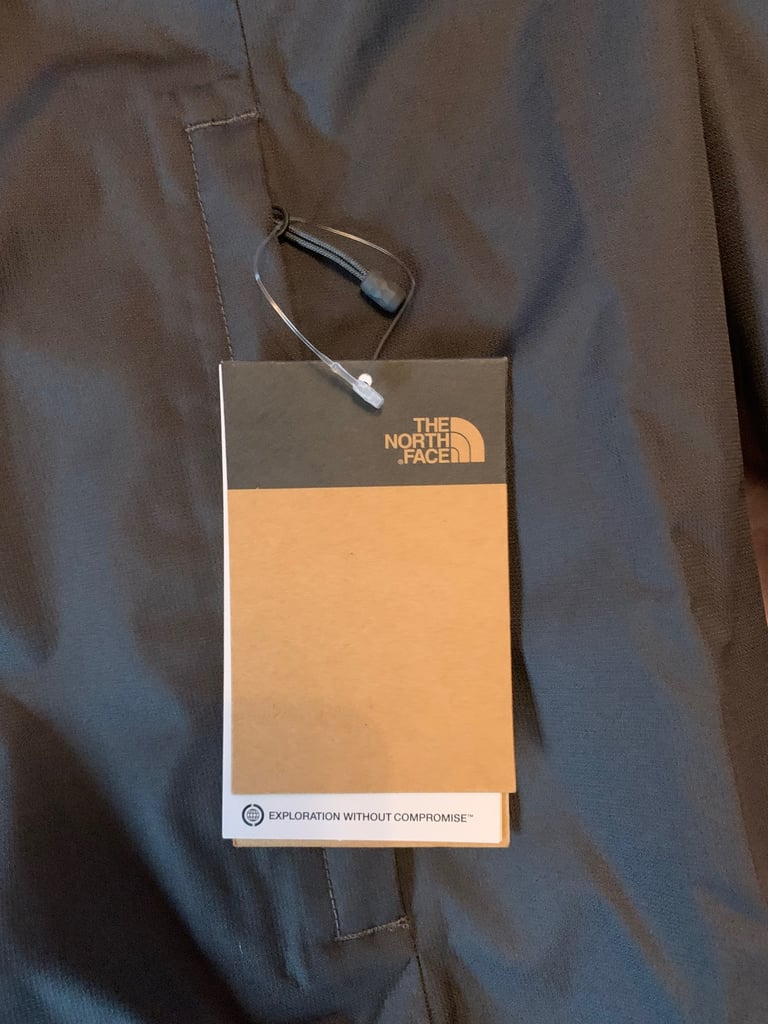 THE
NORTH
FACE
EXPLORATION WITHOUT COMPROMISE™